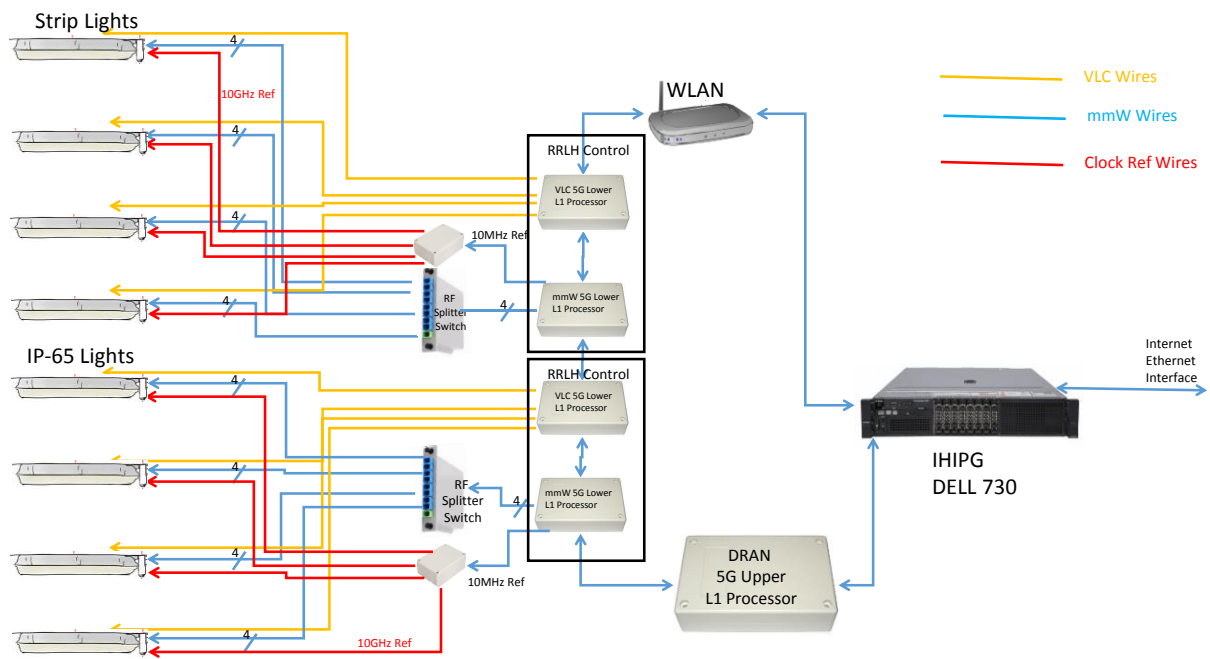 Strip Lights
4
10GHz Ref
4
4
4
WLAN
VLC Wires
mmW Wires
Clock Ref Wires
RRLH Control
VLC 5G Lower
L1 Processor
10MHz Ref
mmW 5G Lower
L1 Processor
4
RF
Splitter
Switch
IP-65 Lights
4
4
4
4
10GHz Ref
RRLH Control
VLC 5G Lower
L1 Processor
mmW 5G Lower
L1 Processor
4
RF
Splitter
Switch
10MHz Ref
DRAN
5G Upper
L1 Processor
IHIPG
DELL 730
Internet
Ethernet
Interface